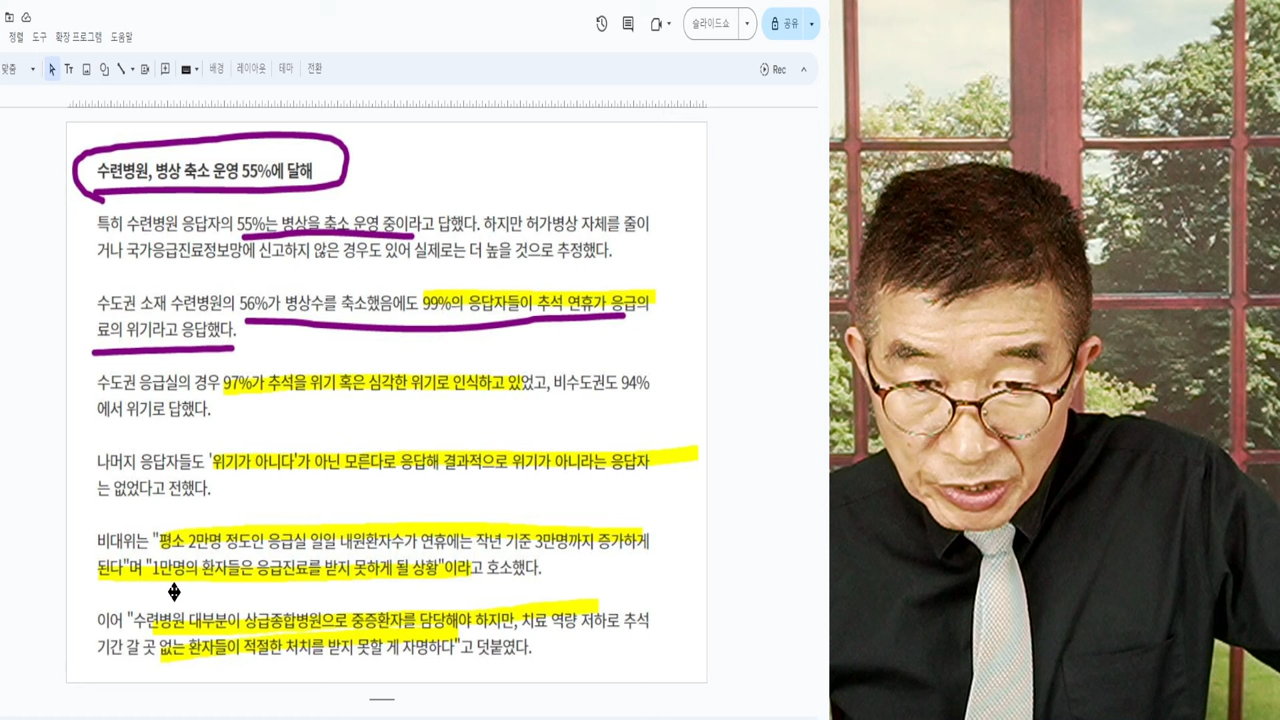 정렬 도구 확장 프로그램 도움말
슬라이드쇼
공유
맞춤
배경 레이아웃 테마 전환
Rec
수련병원, 병상 축소 운영 55%에 달해
특히 수련병원 응답자의 55%는 병상을 축소 운영 중이라고 답했다. 하지만 허가병상 자체를 줄이
거나 국가응급진료정보망에 신고하지 않은 경우도 있어 실제로는 더 높을 것으로 추정했다.
수도권 소재 수련병원의 56%가 병상수를 축소했음에도 99%의 응답자들이 추석 연휴가 응급의
료의 위기라고 응답했다.
수도권 응급실의 경우 97%가 추석을 위기 혹은 심각한 위기로 인식하고 있었고, 비수도권도 94%
에서 위기로 답했다.
나머지 응답자들도 '위기가 아니다'가 아닌 모른다로 응답해 결과적으로 위기가 아니라는 응답자
는 없었다고 전했다.
비대위는 "평소 2만명 정도인 응급실 일일 내원환자수가 연휴에는 작년 기준 3만명까지 증가하게
된다"며 "1만명의 환자들은 응급진료를 받지 못하게 될 상황"이라고 호소했다.
이어 "수련병원 대부분이 상급종합병원으로 중증환자를 담당해야 하지만, 치료 역량 저하로 추석
기간 갈 곳 없는 환자들이 적절한 처치를 받지 못할 게 자명하다"고 덧붙였다.